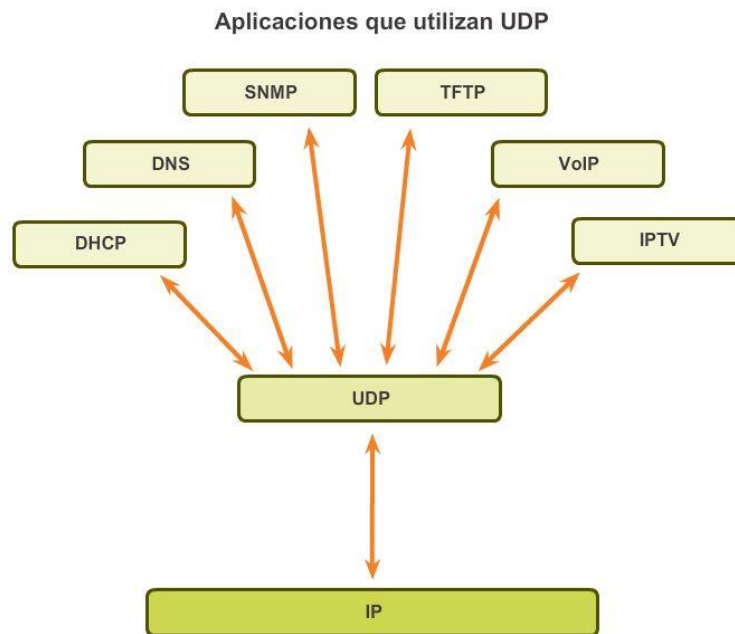 Aplicaciones que utilizan UDP
SNMP
TFTP
DNS
VoIP
DHCP
IPTV
UDP
IP